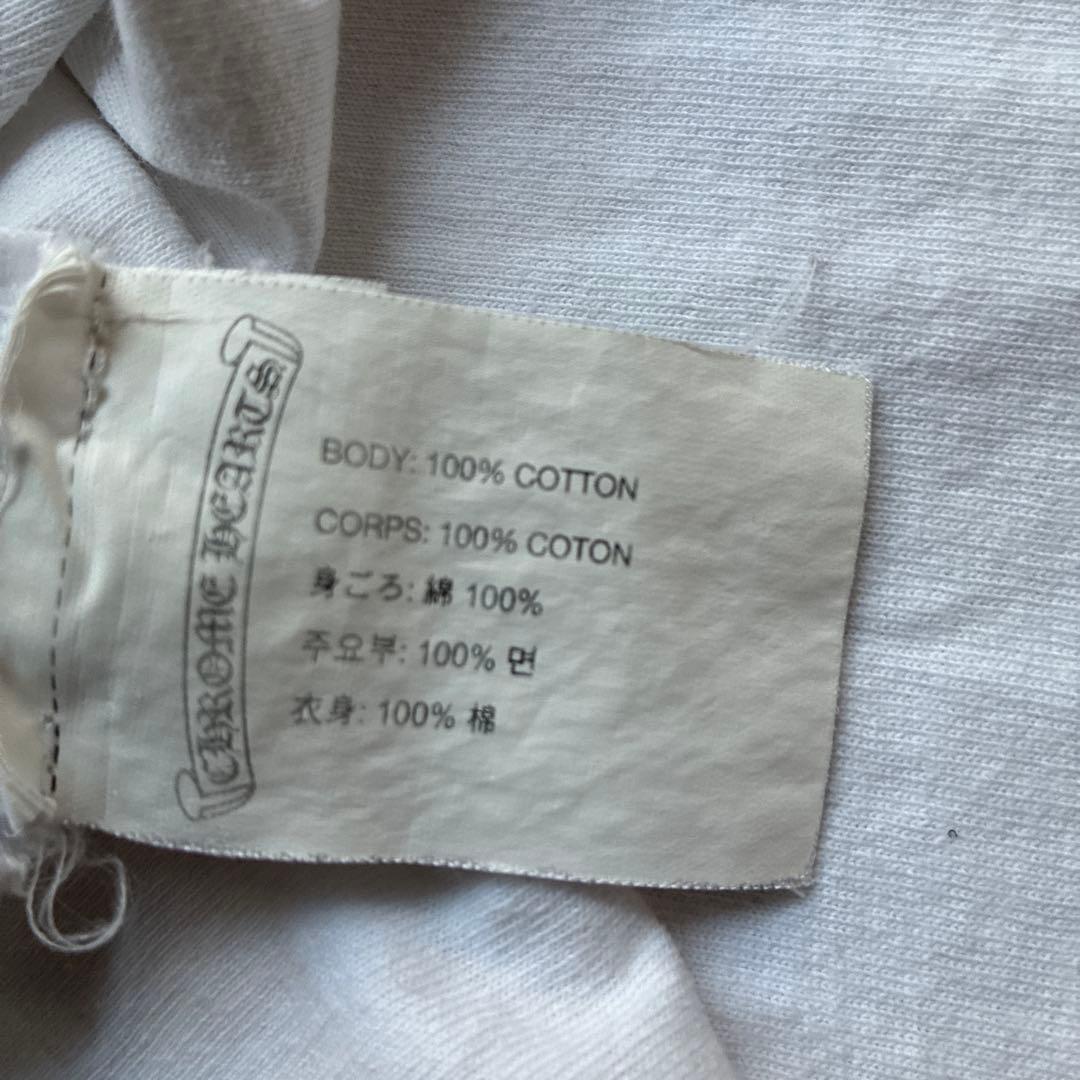 CHROME HEARTS
BODY: 100% COTTON
CORPS: 100% COTON
身ごろ: 綿 100%
주요부: 100% 면
衣身: 100% 棉